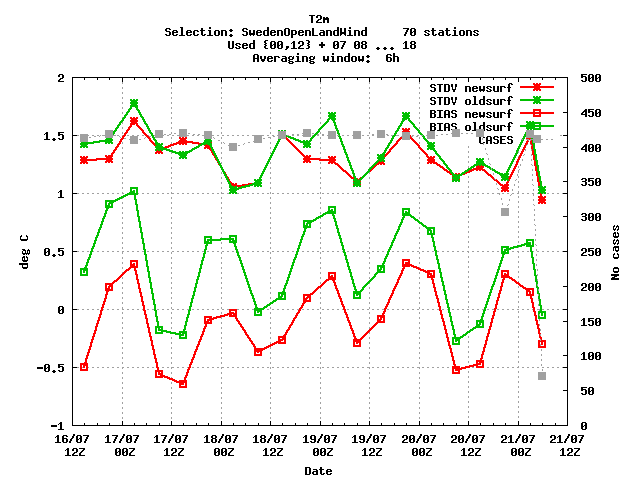 T2m
Selection: SwedenOpenLandWind     70 stations
Used {00,12} + 07 08 ... 18
Averaging window:  6h
STDV newsurf
STDV oldsurf
BIAS newsurf
BIAS oldsurf
CASES
2
1.5
1
0.5
0
-0.5
-1
deg C
500
450
400
350
300
250
200
150
100
50
0
No cases
16/07 17/07 17/07 18/07 18/07 19/07 19/07 20/07 20/07 21/07 21/07
12Z 00Z 12Z 00Z 12Z 00Z 12Z 00Z 12Z 00Z 12Z
Date